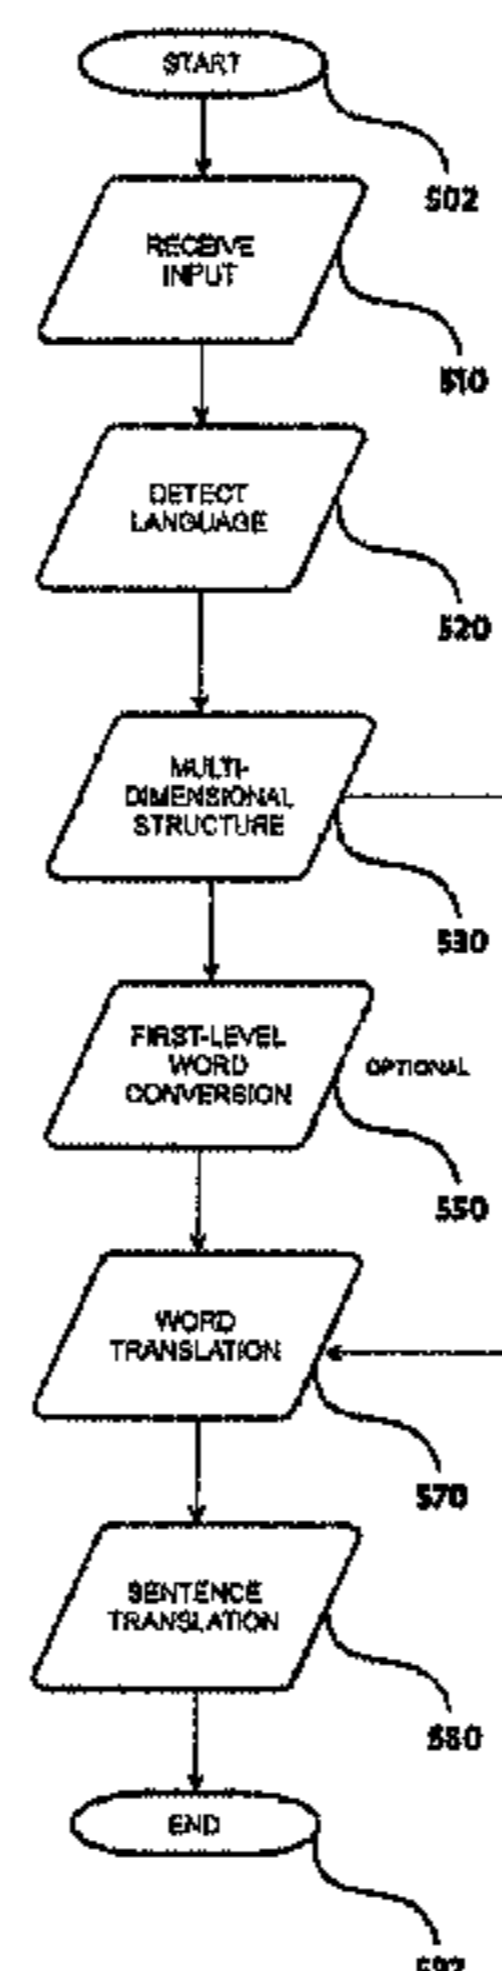 START
502
RECEIVE
INPUT
510
DETECT
LANGUAGE
520
MULTI-
DIMENSIONAL
STRUCTURE
530
FIRST-LEVEL
WORD
CONVERSION
OPTIONAL
550
WORD
TRANSLATION
570
SENTENCE
TRANSLATION
580
END
592